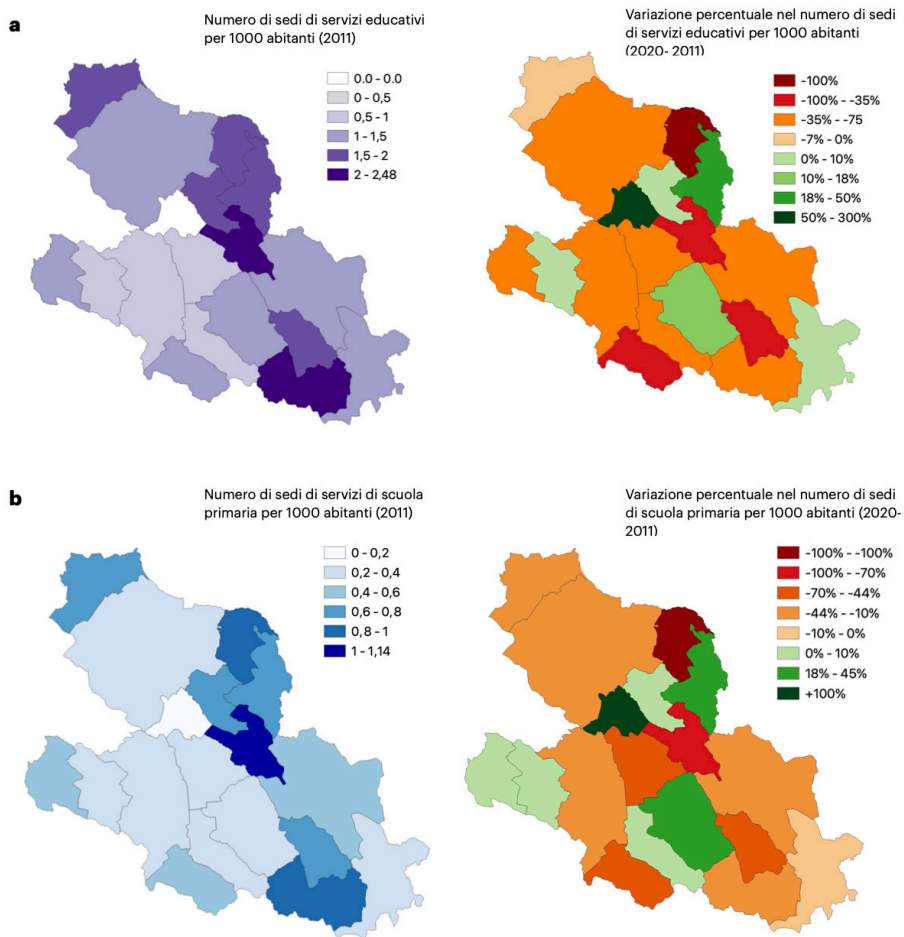 a
Numero di sedi di servizi educativi
per 1000 abitanti (2011)
0.0 - 0.0
0 - 0,5
0,5 - 1
1 - 1,5
1,5 - 2
2 - 2,48
Variazione percentuale nel numero di sedi
di servizi educativi per 1000 abitanti
(2020- 2011)
-100%
-100% - -35%
-35% - -75
-7% - 0%
0% - 10%
10% - 18%
18% - 50%
50% - 300%
b
Numero di sedi di servizi di scuola
primaria per 1000 abitanti (2011)
0 - 0,2
0,2 - 0,4
0,4 - 0,6
0,6 - 0,8
0,8 - 1
1 - 1,14
Variazione percentuale nel numero di sedi
di scuola primaria per 1000 abitanti (2020-
2011)
-100% - -100%
-100% - -70%
-70% - -44%
-44% - -10%
-10% - 0%
0% - 10%
18% - 45%
+100%